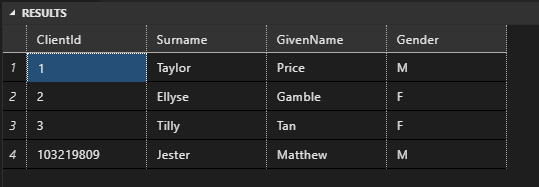 RESULTS
ClientId Surname GivenName Gender
1 1 Taylor Price M
2 2 Ellyse Gamble F
3 3 Tilly Tan F
4 103219809 Jester Matthew M